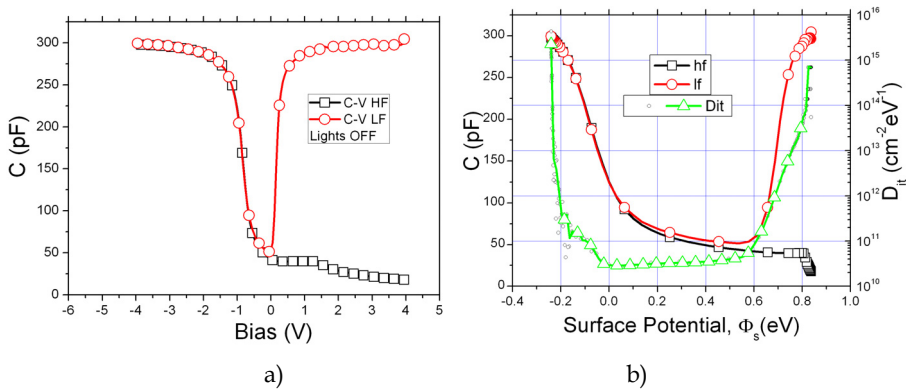 350
300
250
200
150
100
50
0
C (pF)
-6 -5 -4 -3 -2 -1 0 1 2 3 4 5
Bias (V)
C-V HF
C-V LF
Lights OFF
a)
300
250
200
150
100
50
0
C (pF)
-0.4 -0.2 0.0 0.2 0.4 0.6 0.8 1.0
Surface Potential, Φs(eV)
hf
lf
Dit
10^16
10^15
10^14
10^13
10^12
10^11
10^10
Dit (cm-2eV-1)
b)